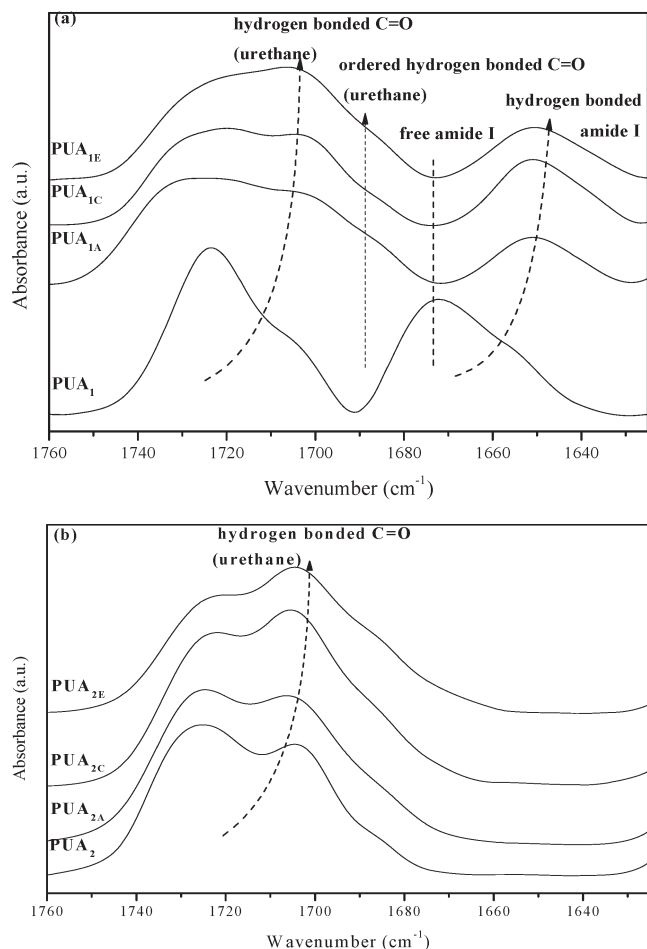 (a)
hydrogen bonded C=O
(urethane)
ordered hydrogen bonded C=O
(urethane)
hydrogen bonded
amide I
free amide I
PUA1E
PUA1C
PUA1A
PUA1
Absorbance (a.u.)
1760 1740 1720 1700 1680 1660 1640
Wavenumber (cm-1)
(b)
hydrogen bonded C=O
(urethane)
PUA2E
PUA2C
PUA2A
PUA2
Absorbance (a.u.)
1760 1740 1720 1700 1680 1660 1640
Wavenumber (cm-1)